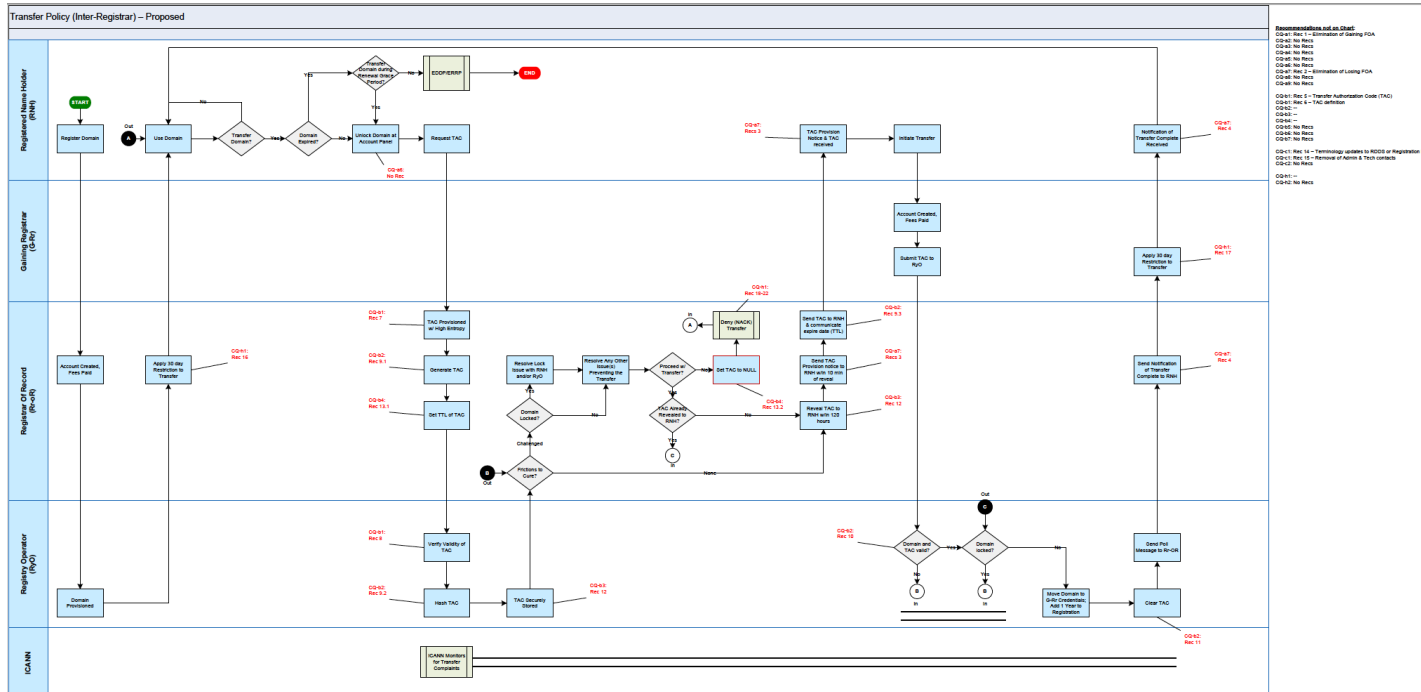 Transfer Policy (Inter-Registrar) – Proposed
Recommendations not on Chart:
CQ-a1: Rec 1 – Elimination of Gaining FOA
CQ-a2: No Recs
CQ-a3: No Recs
CQ-a4: No Recs
CQ-a5: No Recs
CQ-a6: No Recs
CQ-a7: Rec 2 – Elimination of Losing FOA
CQ-a8: No Recs
CQ-a9: No Recs
CQ-b1: Rec 5 – Transfer Authorization Code (TAC)
CQ-b1: Rec 6 – TAC definition
CQ-b2: --
CQ-b3: --
CQ-b4: --
CQ-b5: No Recs
CQ-b6: No Recs
CQ-b7: No Recs
CQ-c1: Rec 14 – Terminology updates to RDDS or Registration
CQ-c1: Rec 15 – Removal of Admin & Tech contacts
CQ-c2: No Recs
CQ-h1: --
CQ-h2: No Recs
Registered Name Holder
(RNH)
START
Register Domain
Out
A
Use Domain
No
Transfer
Domain?
Yes
Domain
Expired?
Yes
No
Transfer
Domain during
Renewal Grace
Period?
No
Yes
EDDP/ERRP
END
Unlock Domain at
Account Panel
CQ-a6:
No Rec
Request TAC
CQ-a7:
Recs 3
TAC Provision
Notice & TAC
received
Initiate Transfer
Notification of
Transfer Complete
Received
CQ-a7:
Rec 4
Gaining Registrar
(G-Rr)
Account Created,
Fees Paid
Submit TAC to
RyO
Apply 30 day
Restriction to
Transfer
CQ-h1:
Rec 17
Registrar Of Record
(Rr-oR)
Account Created,
Fees Paid
Apply 30 day
Restriction to
Transfer
CQ-h1:
Rec 16
CQ-b1:
Rec 7
TAC Provisioned
w/ High Entropy
CQ-b2:
Rec 9.1
Generate TAC
CQ-b4:
Rec 13.1
Set TTL of TAC
Resolve Lock
Issue with RNH
and/or RyO
Yes
Domain
Locked?
No
Challenged
B
Out
Frictions to
Cure?
None
Resolve Any Other
Issue(s)
Preventing the
Transfer
Proceed w/
Transfer?
No
Yes
TAC Already
Revealed to
RNH?
No
Yes
C
In
In
A
Deny (NACK)
Transfer
CQ-h1:
Rec 18-22
Set TAC to NULL
CQ-b4:
Rec 13.2
Send TAC to RNH
& communicate
expire date (TTL)
CQ-b2:
Rec 9.3
Send TAC
Provision notice to
RNH w/in 10 min
of reveal
CQ-a7:
Recs 3
Reveal TAC to
RNH w/in 120
hours
CQ-b3:
Rec 12
Send Notification
of Transfer
Complete to RNH
CQ-a7:
Rec 4
Registry Operator
(RyO)
Domain
Provisioned
CQ-b1:
Rec 8
Verify Validity of
TAC
CQ-b2:
Rec 9.2
Hash TAC
TAC Securely
Stored
CQ-b3:
Rec 12
CQ-b2:
Rec 10
Domain and
TAC valid?
Yes
No
B
In
Out
C
Domain
locked?
No
Yes
B
In
Move Domain to
G-Rr Credentials;
Add 1 Year to
Registration
Send Poll
Message to Rr-OR
Clear TAC
CQ-b2:
Rec 11
ICANN
ICANN Monitors
for Transfer
Complaints